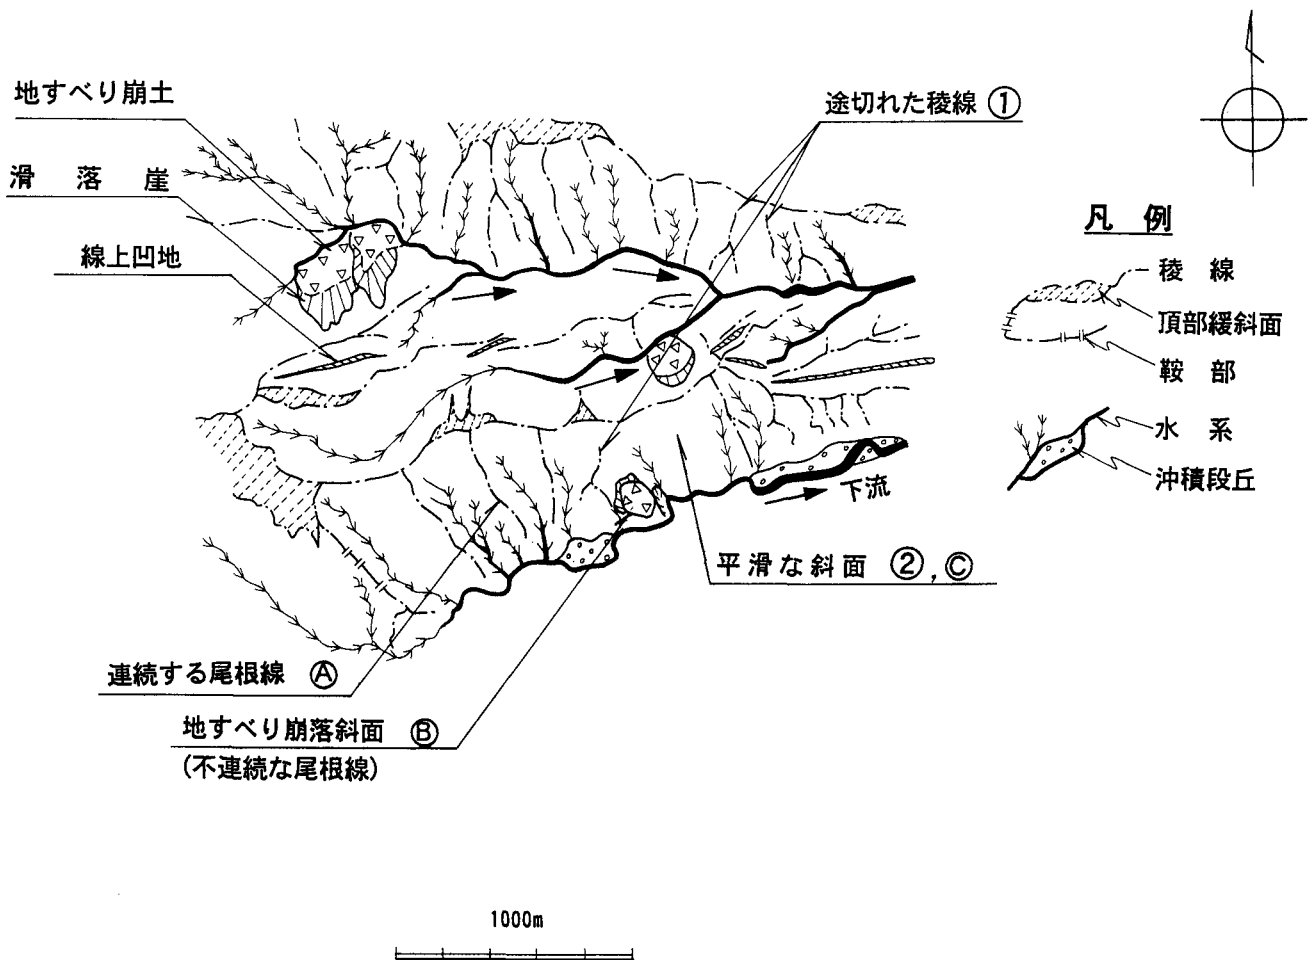 地すべり崩土
滑落崖
線上凹地
途切れた稜線 ①
凡例
稜線
頂部緩斜面
鞍部
水系
沖積段丘
下流
平滑な斜面 ②,Ⓒ
連続する尾根線 Ⓐ
地すべり崩落斜面 Ⓑ
(不連続な尾根線)
1000m